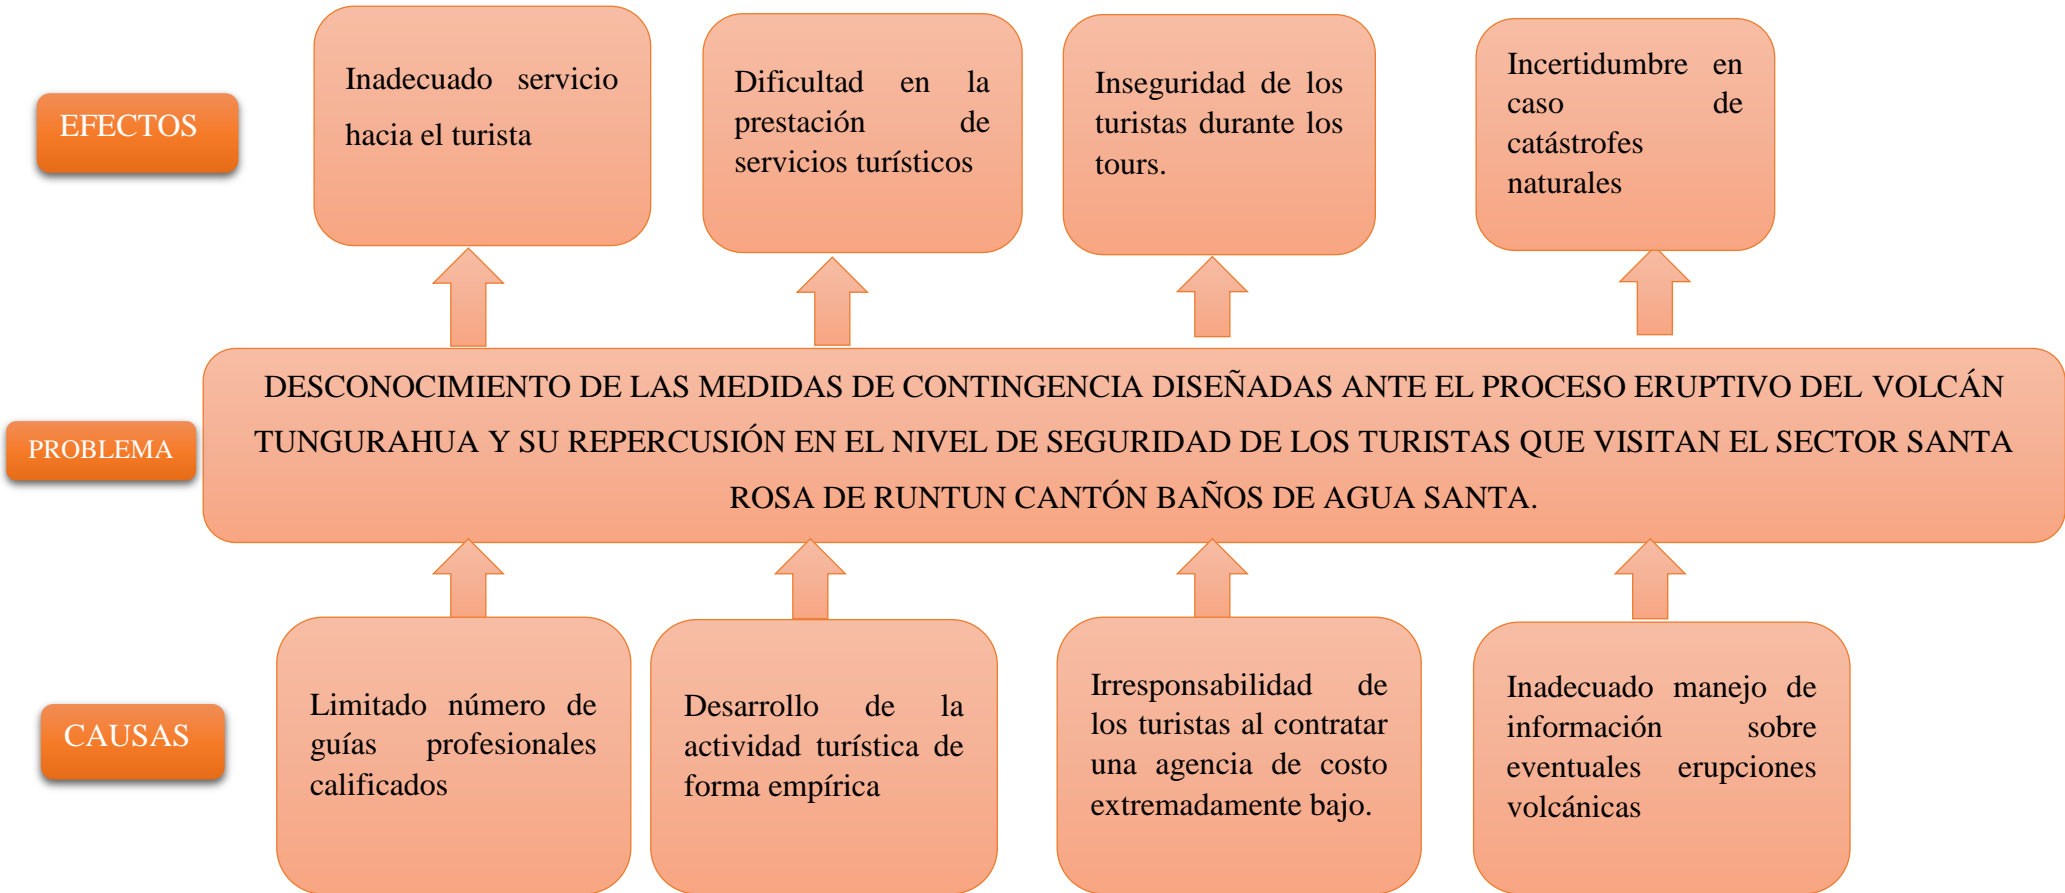 EFECTOS
Inadecuado servicio
hacia el turista
Dificultad en la
prestación de
servicios turísticos
Inseguridad de los
turistas durante los
tours.
Incertidumbre en
caso de
catástrofes
naturales
PROBLEMA
DESCONOCIMIENTO DE LAS MEDIDAS DE CONTINGENCIA DISEÑADAS ANTE EL PROCESO ERUPTIVO DEL VOLCÁN
TUNGURAHUA Y SU REPERCUSIÓN EN EL NIVEL DE SEGURIDAD DE LOS TURISTAS QUE VISITAN EL SECTOR SANTA
ROSA DE RUNTUN CANTÓN BAÑOS DE AGUA SANTA.
CAUSAS
Limitado número de
guías profesionales
calificados
Desarrollo de la
actividad turística de
forma empírica
Irresponsabilidad de
los turistas al contratar
una agencia de costo
extremadamente bajo.
Inadecuado manejo de
información sobre
eventuales erupciones
volcánicas